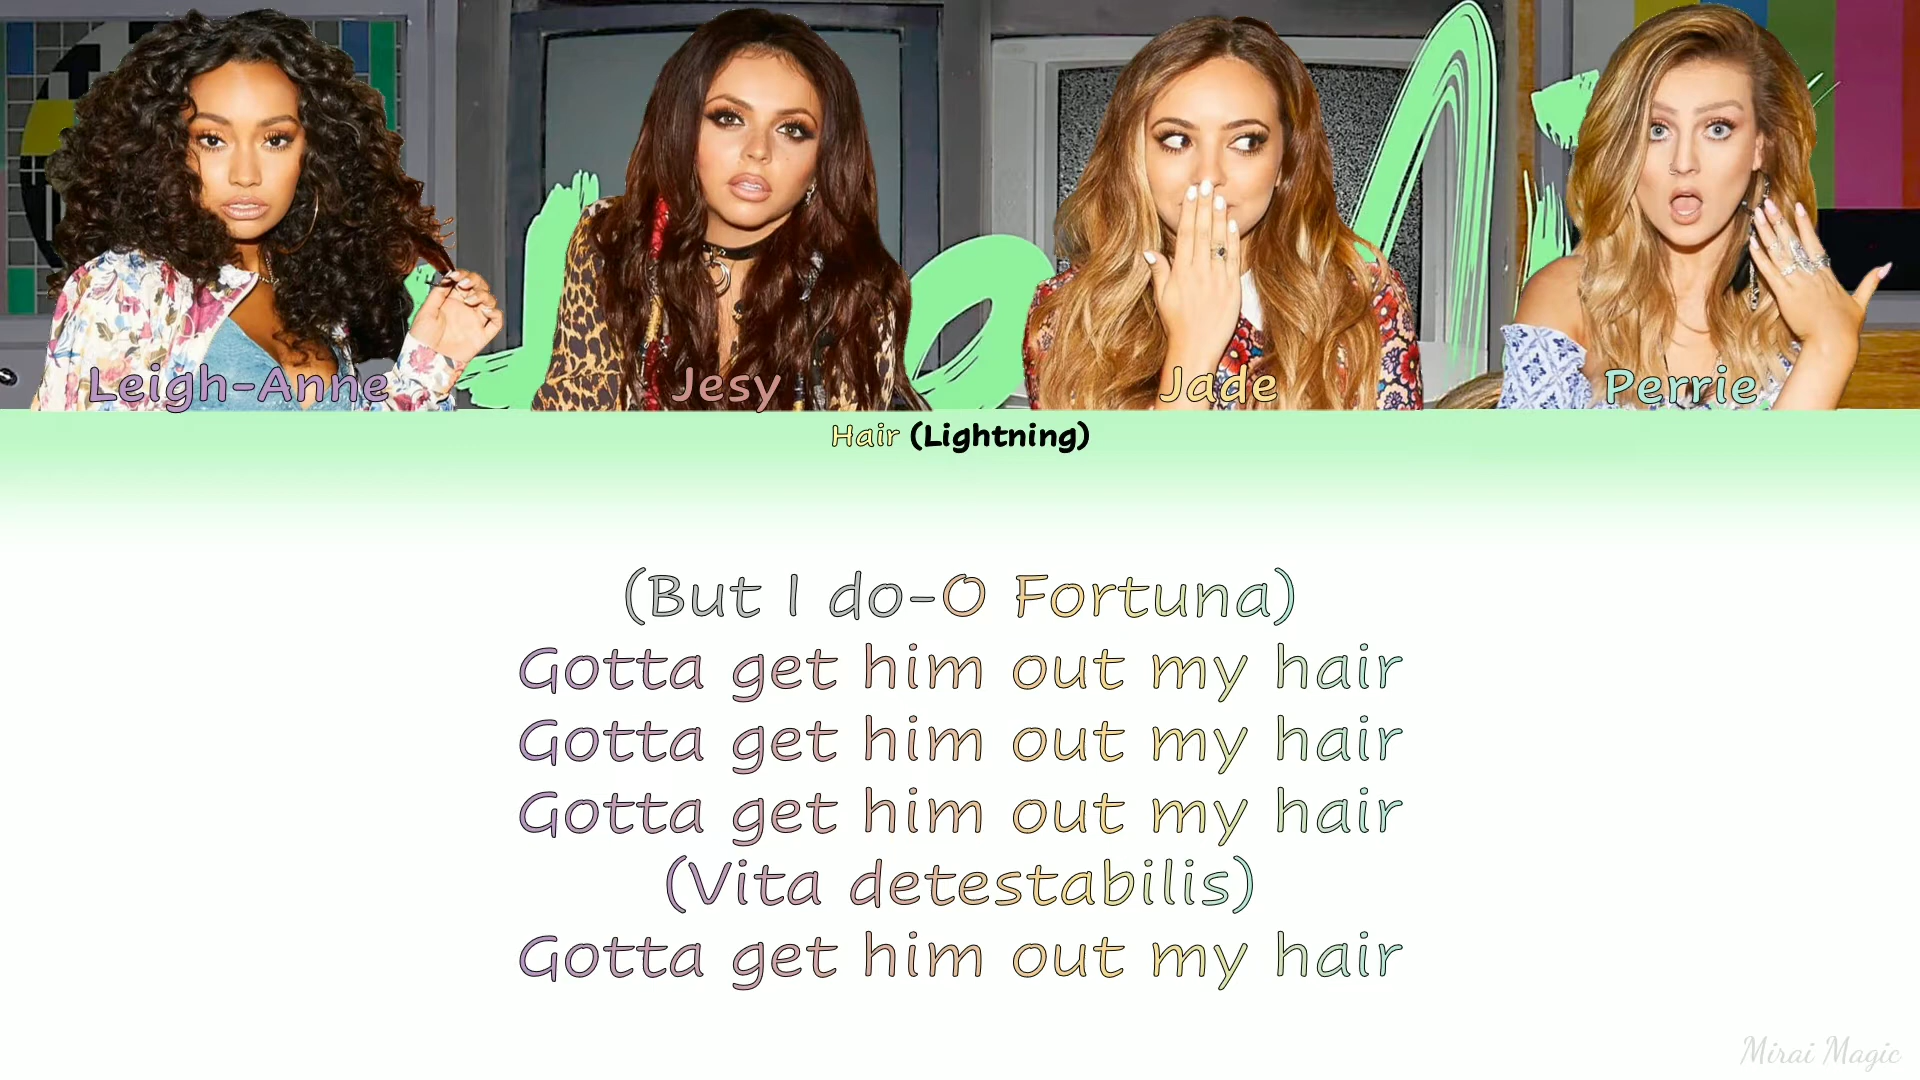 Leigh-Anne Jesy Jade Perrie
Hair (Lightning)
(But I do-O Fortuna)
Gotta get him out my hair
Gotta get him out my hair
Gotta get him out my hair
(Vita detestabilis)
Gotta get him out my hair
Mirai Magic